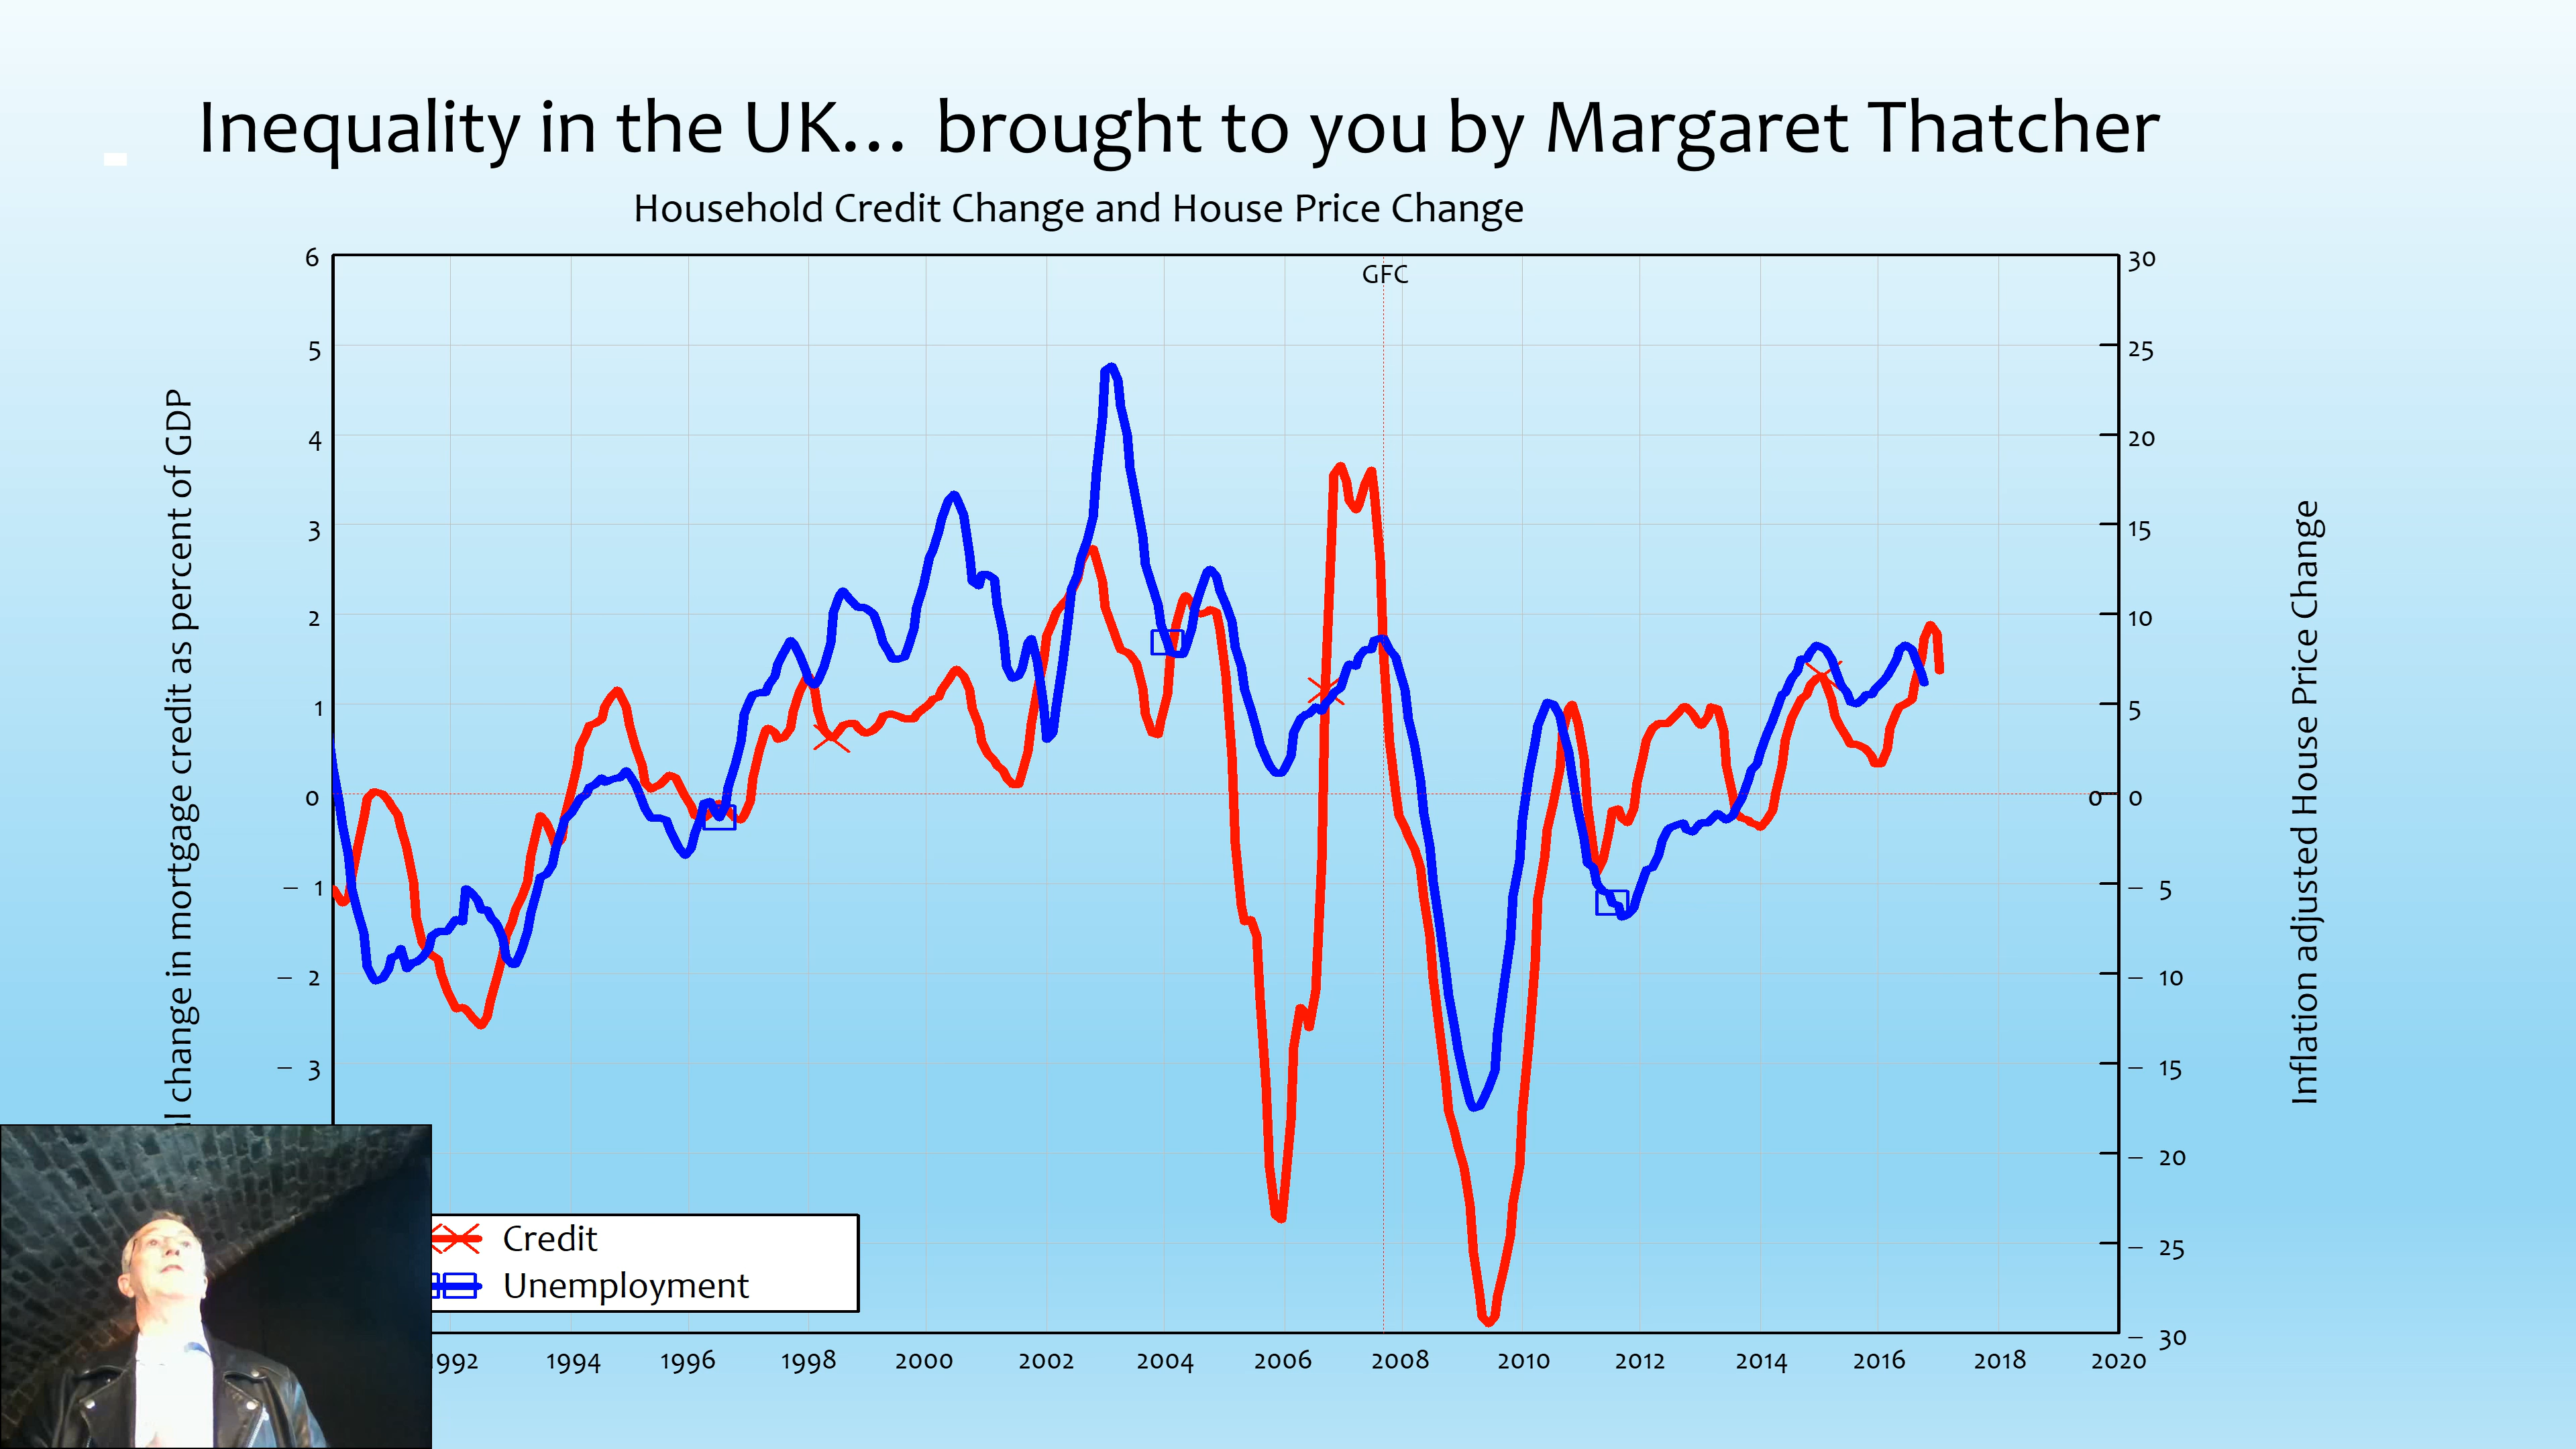 Inequality in the UK... brought to you by Margaret Thatcher
Household Credit Change and House Price Change
GFC
6
5
4
3
2
1
0
– 1
– 2
– 3
change in mortgage credit as percent of GDP
30
25
20
15
10
5
0 0
– 5
– 10
– 15
– 20
– 25
– 30
Inflation adjusted House Price Change
Credit
Unemployment
1992 1994 1996 1998 2000 2002 2004 2006 2008 2010 2012 2014 2016 2018 2020